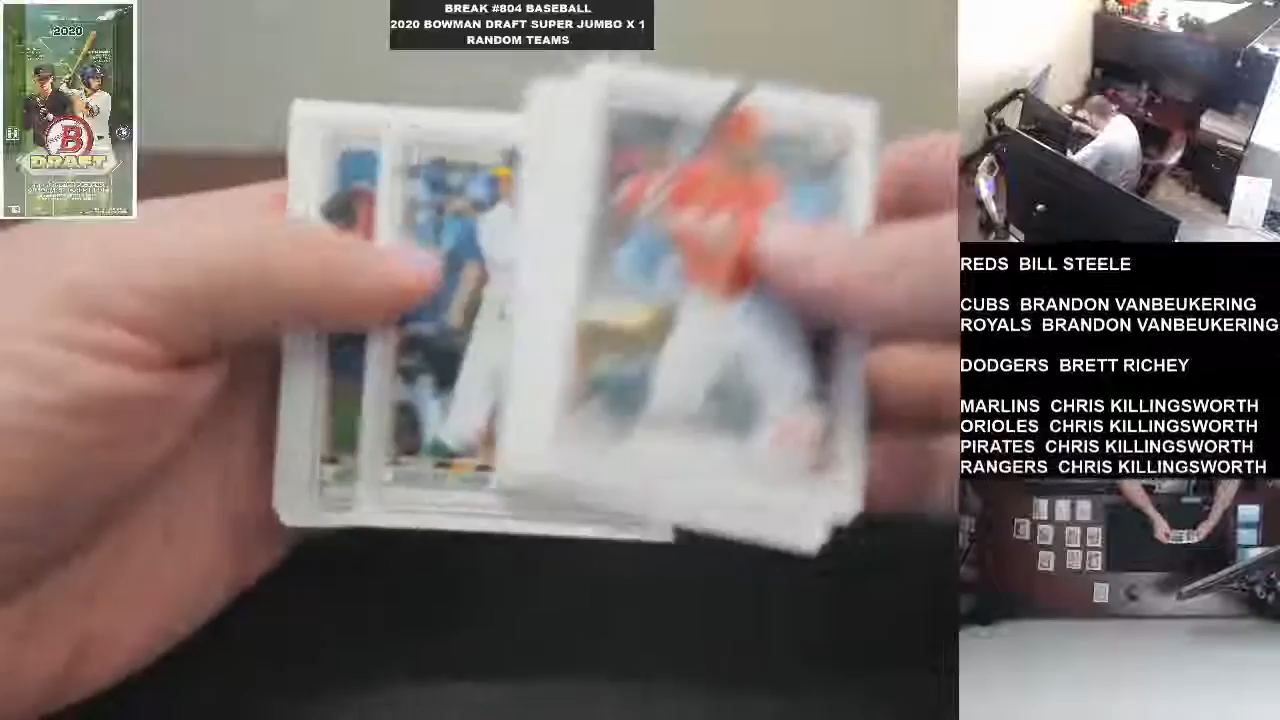 BREAK #804 BASEBALL
2020 BOWMAN DRAFT SUPER JUMBO X 1
RANDOM TEAMS
2020
B
DRAFT
REDS BILL STEELE
CUBS BRANDON VANBEUKERING
ROYALS BRANDON VANBEUKERING
DODGERS BRETT RICHEY
MARLINS CHRIS KILLINGSWORTH
ORIOLES CHRIS KILLINGSWORTH
PIRATES CHRIS KILLINGSWORTH
RANGERS CHRIS KILLINGSWORTH